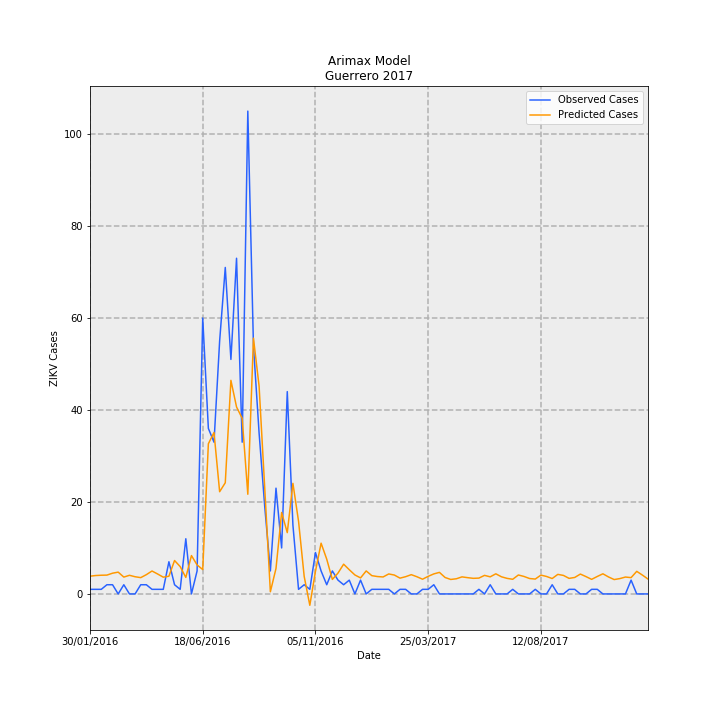 Arimax Model
Guerrero 2017
Observed Cases
Predicted Cases
ZIKV Cases
100
80
60
40
20
0
30/01/2016 18/06/2016 05/11/2016 25/03/2017 12/08/2017
Date